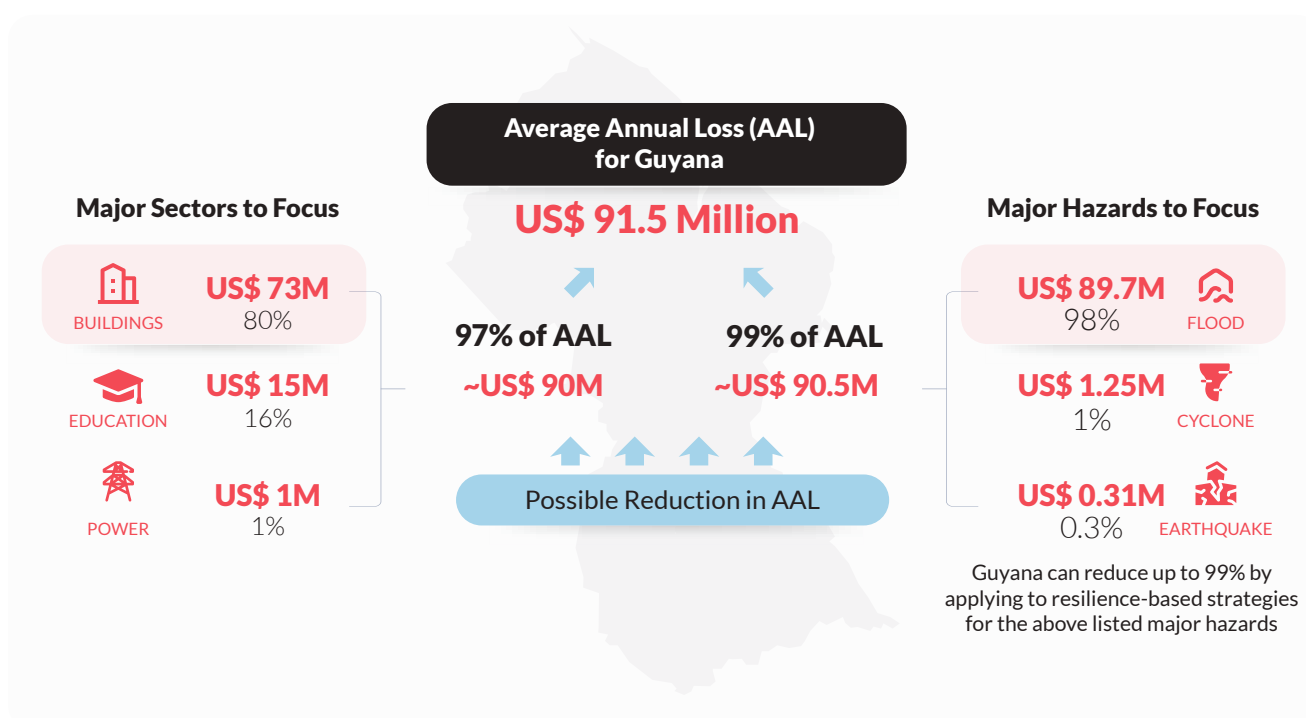 Average Annual Loss (AAL)
for Guyana
US$ 91.5 Million
Major Sectors to Focus
US$ 73M
80%
BUILDINGS
US$ 15M
16%
EDUCATION
US$ 1M
1%
POWER
97% of AAL
~US$ 90M
99% of AAL
~US$ 90.5M
Possible Reduction in AAL
Major Hazards to Focus
US$ 89.7M
98%
FLOOD
US$ 1.25M
1%
CYCLONE
US$ 0.31M
0.3%
EARTHQUAKE
Guyana can reduce up to 99% by
applying to resilience-based strategies
for the above listed major hazards